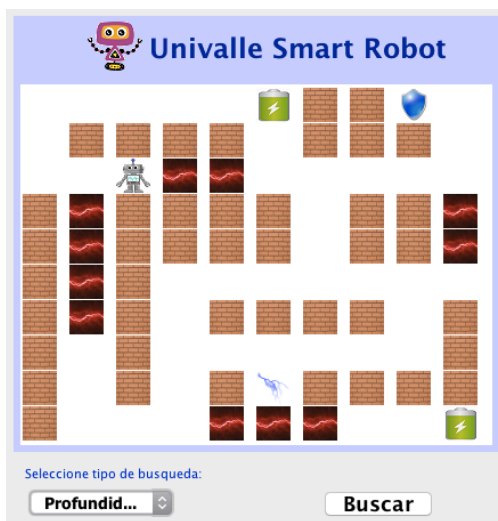 Univalle Smart Robot
Seleccione tipo de busqueda:
Profundid...
Buscar